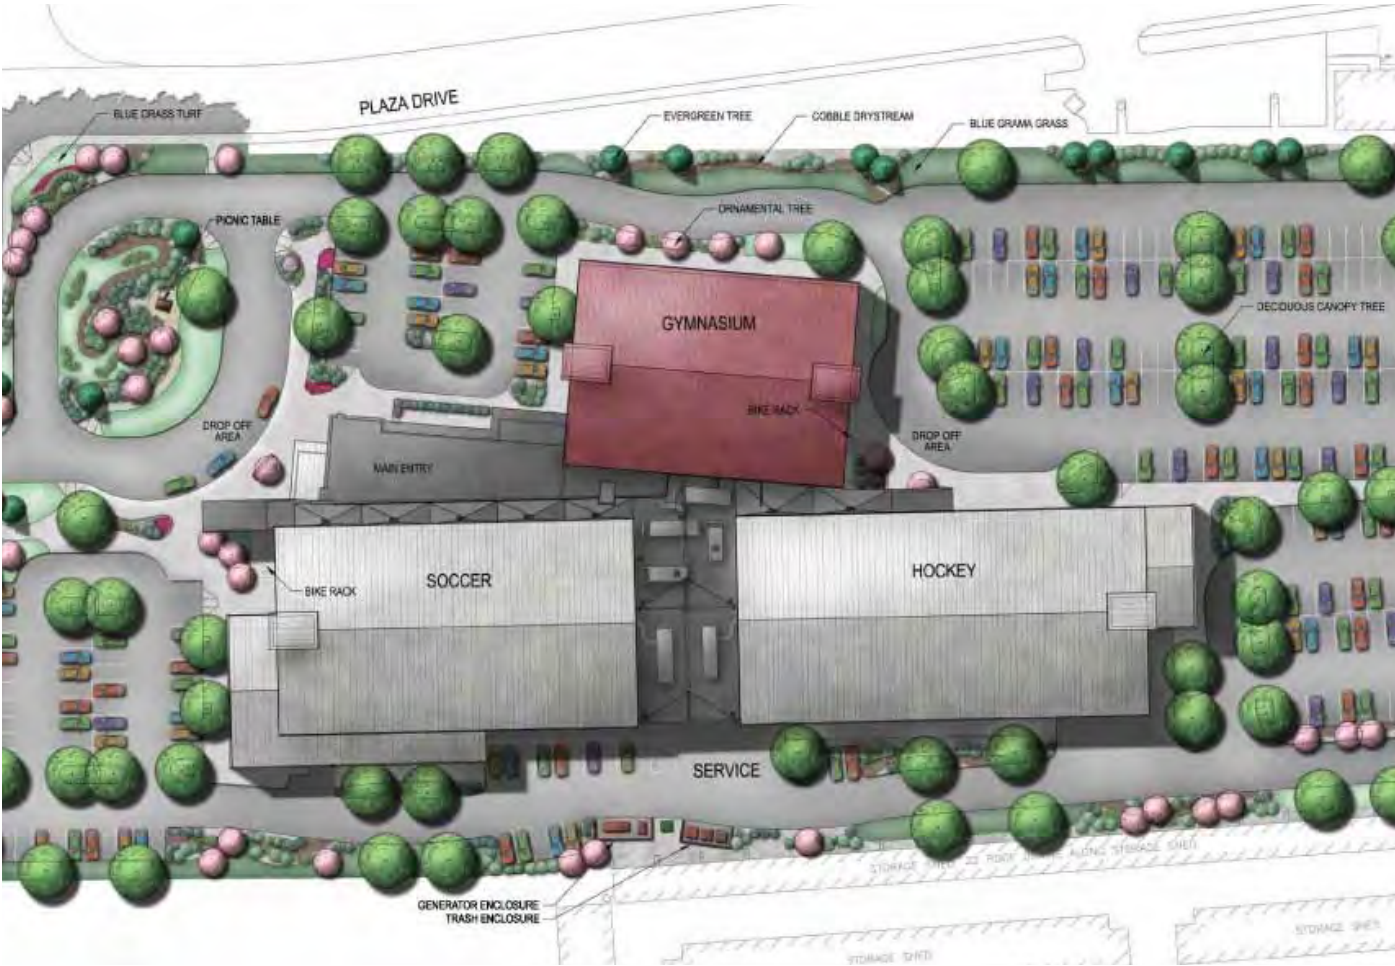 PLAZA DRIVE
BLUE GRASS TURF
EVERGREEN TREE
COBBLE DRYSTREAM
BLUE GRAMA GRASS
PICNIC TABLE
ORNAMENTAL TREE
DECIDUOUS CANOPY TREE
GYMNASIUM
BIKE RACK
DROP OFF
AREA
DROP OFF
AREA
MAIN ENTRY
SOCCER
HOCKEY
BIKE RACK
SERVICE
GENERATOR ENCLOSURE
TRASH ENCLOSURE
STORAGE
ALONG STORAGE SHED
STORAGE SHED
STORAGE SHED